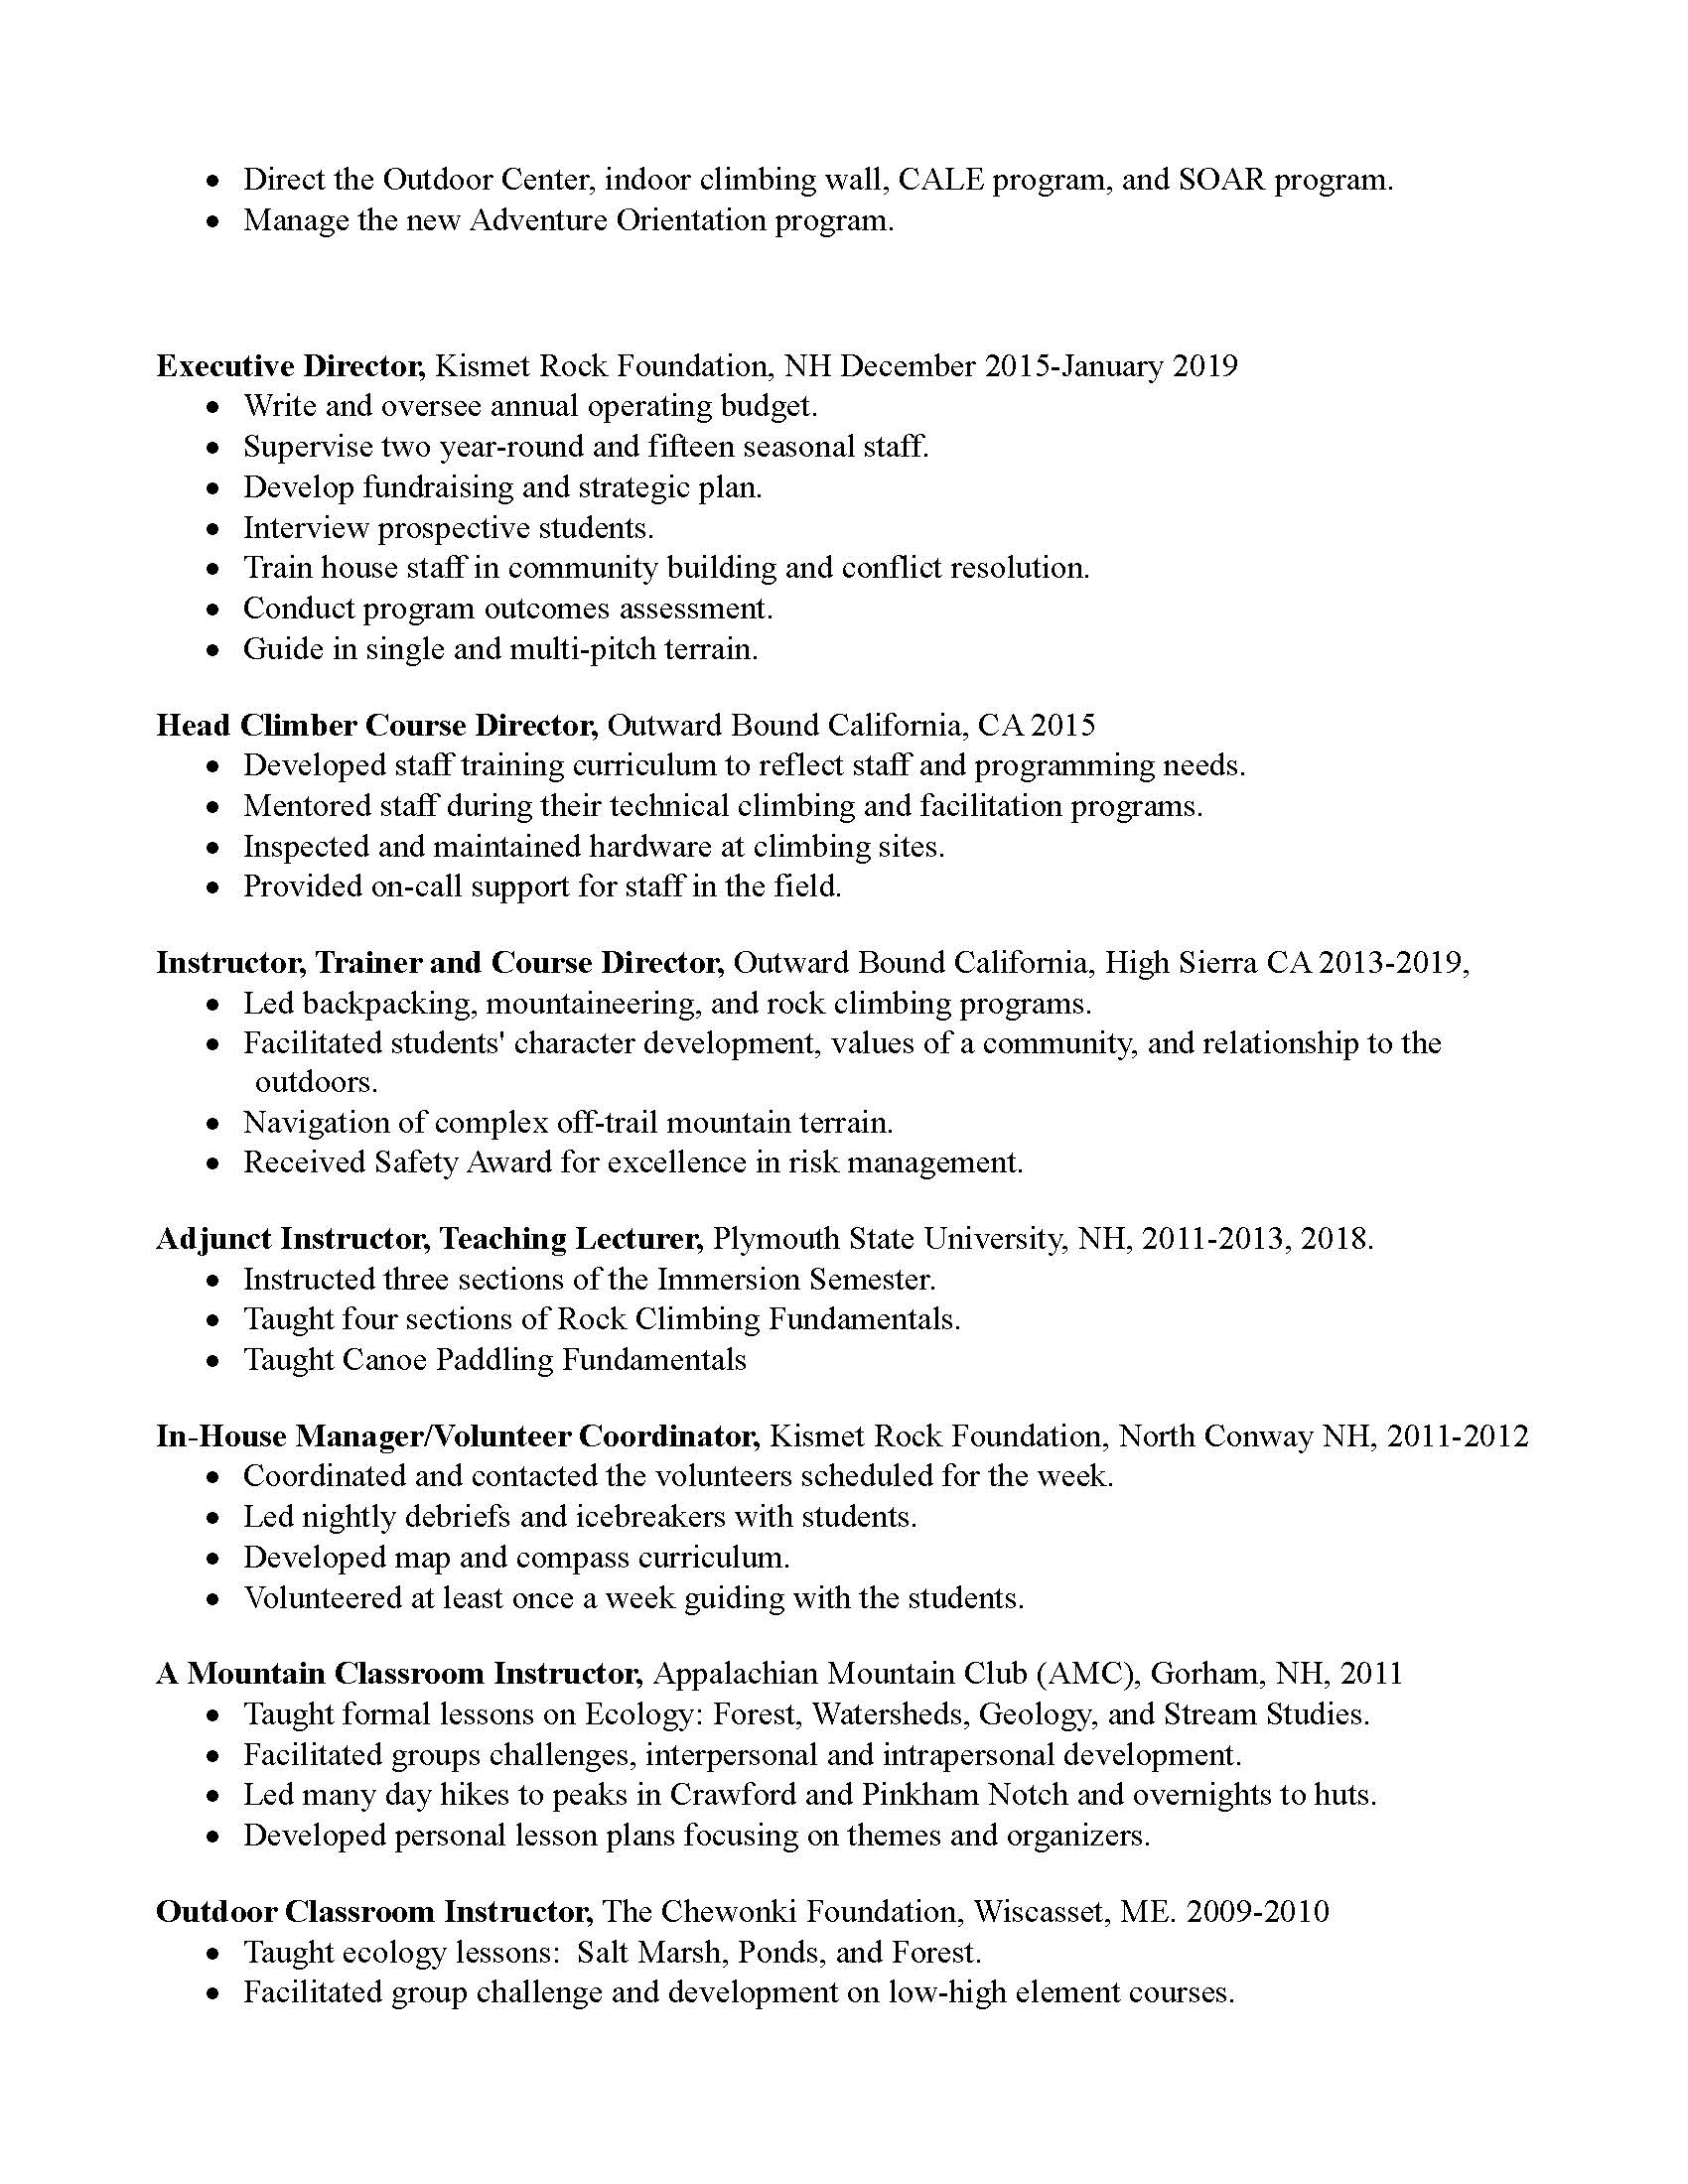 • Direct the Outdoor Center, indoor climbing wall, CALE program, and SOAR program.
• Manage the new Adventure Orientation program.
Executive Director, Kismet Rock Foundation, NH December 2015-January 2019
• Write and oversee annual operating budget.
• Supervise two year-round and fifteen seasonal staff.
• Develop fundraising and strategic plan.
• Interview prospective students.
• Train house staff in community building and conflict resolution.
• Conduct program outcomes assessment.
• Guide in single and multi-pitch terrain.
Head Climber Course Director, Outward Bound California, CA 2015
• Developed staff training curriculum to reflect staff and programming needs.
• Mentored staff during their technical climbing and facilitation programs.
• Inspected and maintained hardware at climbing sites.
• Provided on-call support for staff in the field.
Instructor, Trainer and Course Director, Outward Bound California, High Sierra CA 2013-2019,
• Led backpacking, mountaineering, and rock climbing programs.
• Facilitated students' character development, values of a community, and relationship to the
outdoors.
• Navigation of complex off-trail mountain terrain.
• Received Safety Award for excellence in risk management.
Adjunct Instructor, Teaching Lecturer, Plymouth State University, NH, 2011-2013, 2018.
• Instructed three sections of the Immersion Semester.
• Taught four sections of Rock Climbing Fundamentals.
• Taught Canoe Paddling Fundamentals
In-House Manager/Volunteer Coordinator, Kismet Rock Foundation, North Conway NH, 2011-2012
• Coordinated and contacted the volunteers scheduled for the week.
• Led nightly debriefs and icebreakers with students.
• Developed map and compass curriculum.
• Volunteered at least once a week guiding with the students.
A Mountain Classroom Instructor, Appalachian Mountain Club (AMC), Gorham, NH, 2011
• Taught formal lessons on Ecology: Forest, Watersheds, Geology, and Stream Studies.
• Facilitated groups challenges, interpersonal and intrapersonal development.
• Led many day hikes to peaks in Crawford and Pinkham Notch and overnights to huts.
• Developed personal lesson plans focusing on themes and organizers.
Outdoor Classroom Instructor, The Chewonki Foundation, Wiscasset, ME. 2009-2010
• Taught ecology lessons:  Salt Marsh, Ponds, and Forest.
• Facilitated group challenge and development on low-high element courses.